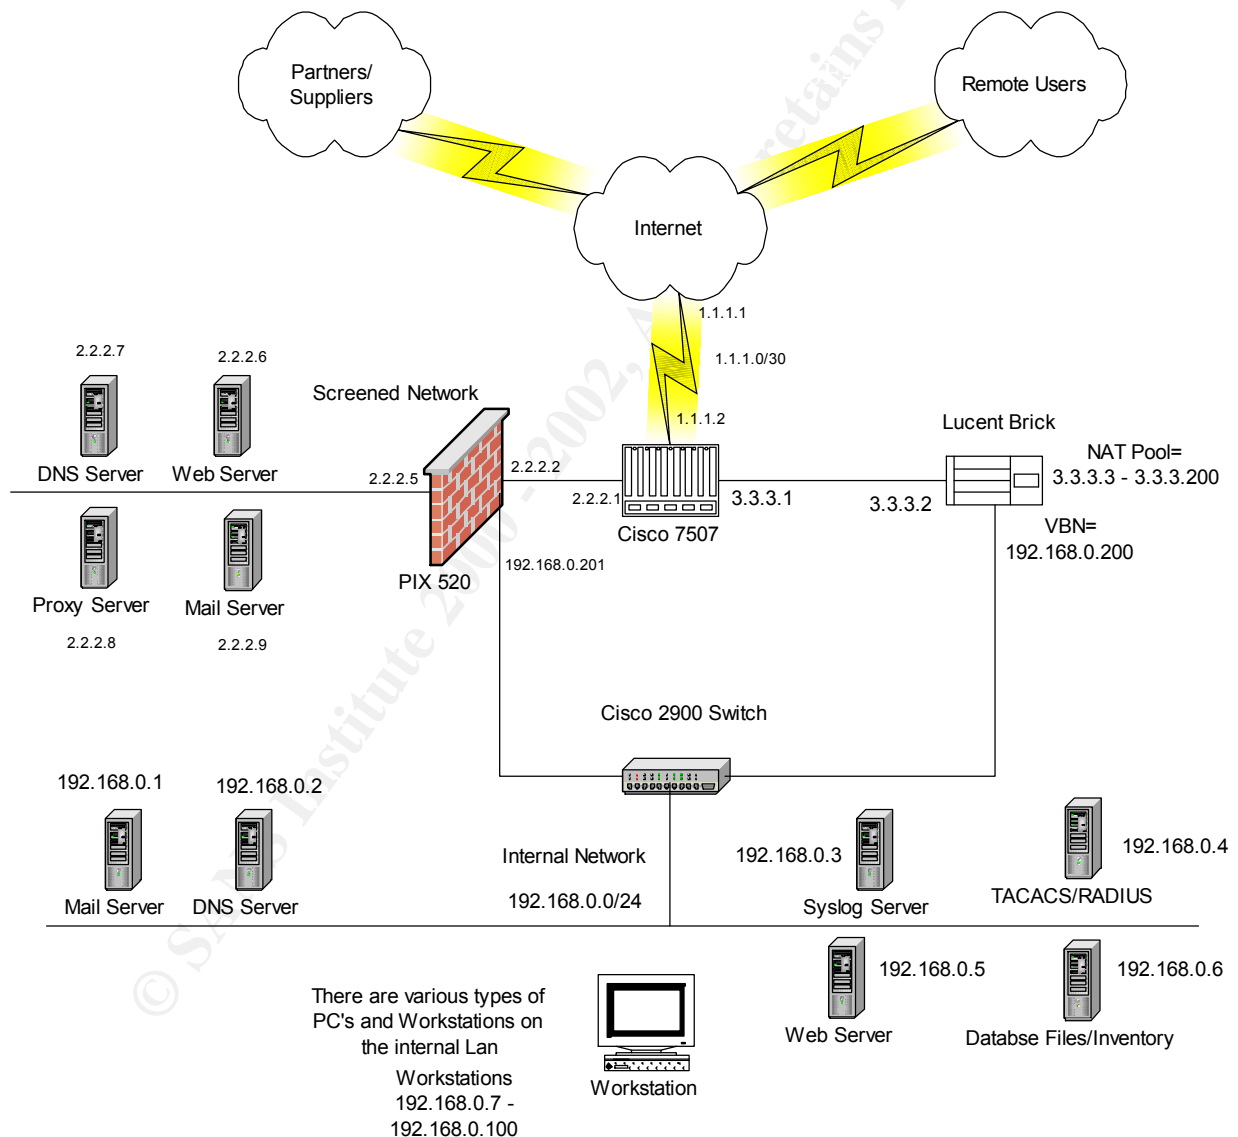 Partners/
Suppliers
Remote Users
Internet
1.1.1.1
1.1.1.0/30
1.1.1.2
2.2.2.7
2.2.2.6
Screened Network
DNS Server
Web Server
2.2.2.5
2.2.2.2
2.2.2.1
Cisco 7507
3.3.3.1
Lucent Brick
NAT Pool=
3.3.3.3 - 3.3.3.200
3.3.3.2
VBN=
192.168.0.200
192.168.0.201
PIX 520
Proxy Server
Mail Server
2.2.2.8
2.2.2.9
Cisco 2900 Switch
192.168.0.1
192.168.0.2
Mail Server
DNS Server
Internal Network
192.168.0.0/24
192.168.0.3
Syslog Server
192.168.0.4
TACACS/RADIUS
192.168.0.5
Web Server
192.168.0.6
Databse Files/Inventory
There are various types of
PC's and Workstations on
the internal Lan
Workstations
192.168.0.7 -
192.168.0.100
Workstation
© SANS Institute 2000 - 2002, A retains